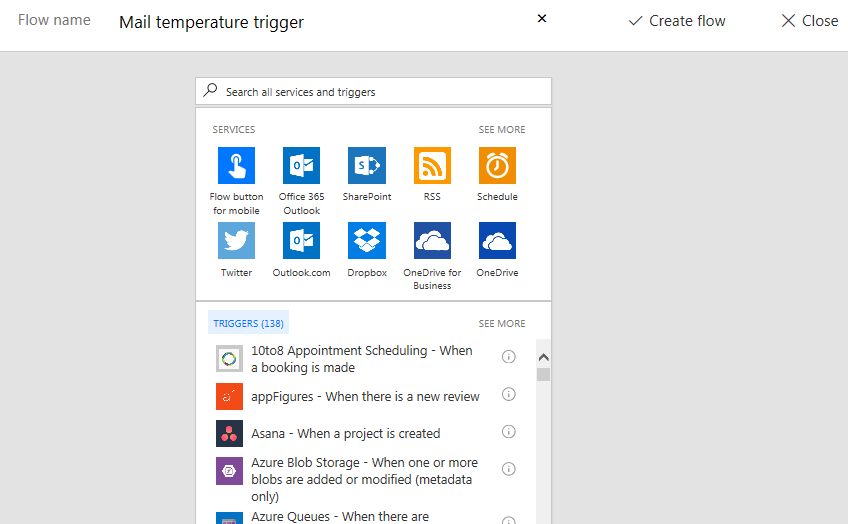 Flow name Mail temperature trigger Create flow Close
Search all services and triggers
SERVICES SEE MORE
Flow button for mobile
Office 365 Outlook
SharePoint
RSS
Schedule
Twitter
Outlook.com
Dropbox
OneDrive for Business
OneDrive
TRIGGERS (138) SEE MORE
10to8 Appointment Scheduling - When
a booking is made
appFigures - When there is a new review
Asana - When a project is created
Azure Blob Storage - When one or more
blobs are added or modified (metadata
only)
Azure Queues - When there are